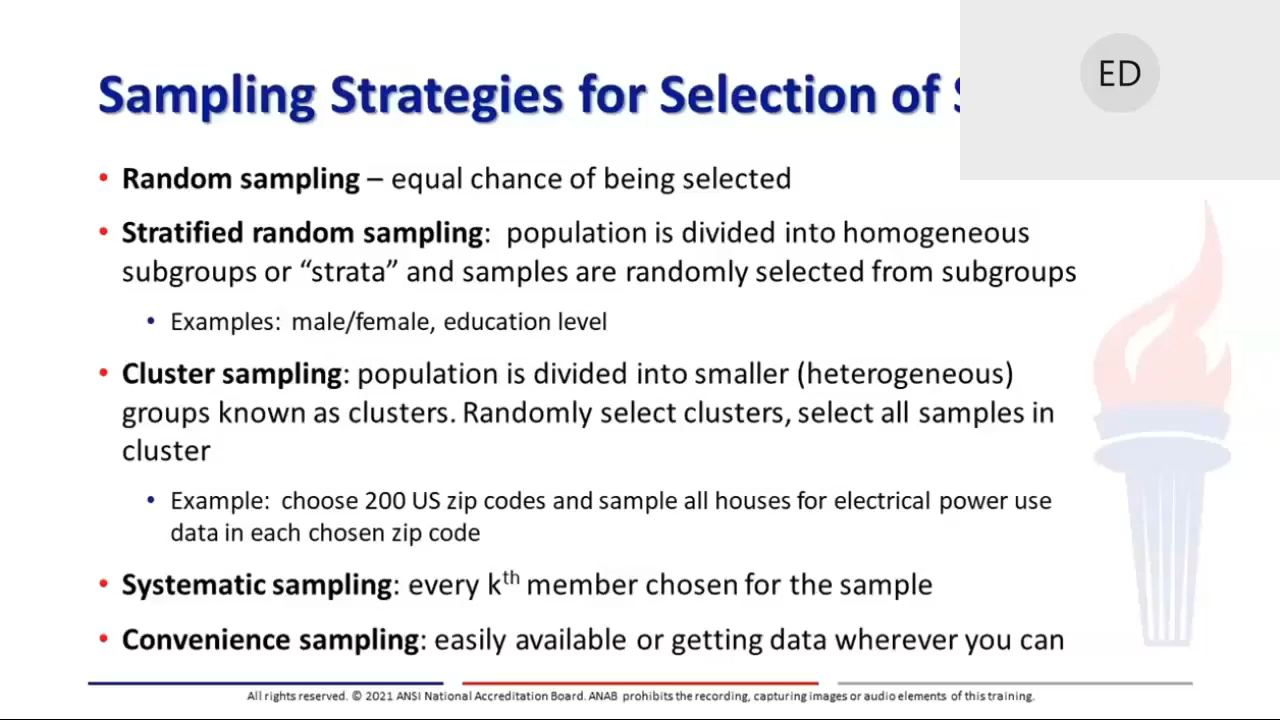 Sampling Strategies for Selection of
ED
• Random sampling – equal chance of being selected
• Stratified random sampling: population is divided into homogeneous
subgroups or “strata” and samples are randomly selected from subgroups
• Examples: male/female, education level
• Cluster sampling: population is divided into smaller (heterogeneous)
groups known as clusters. Randomly select clusters, select all samples in
cluster
• Example: choose 200 US zip codes and sample all houses for electrical power use
data in each chosen zip code
• Systematic sampling: every kth member chosen for the sample
• Convenience sampling: easily available or getting data wherever you can
All rights reserved. © 2021 ANSI National Accreditation Board. ANAB prohibits the recording, capturing images or audio elements of this training.